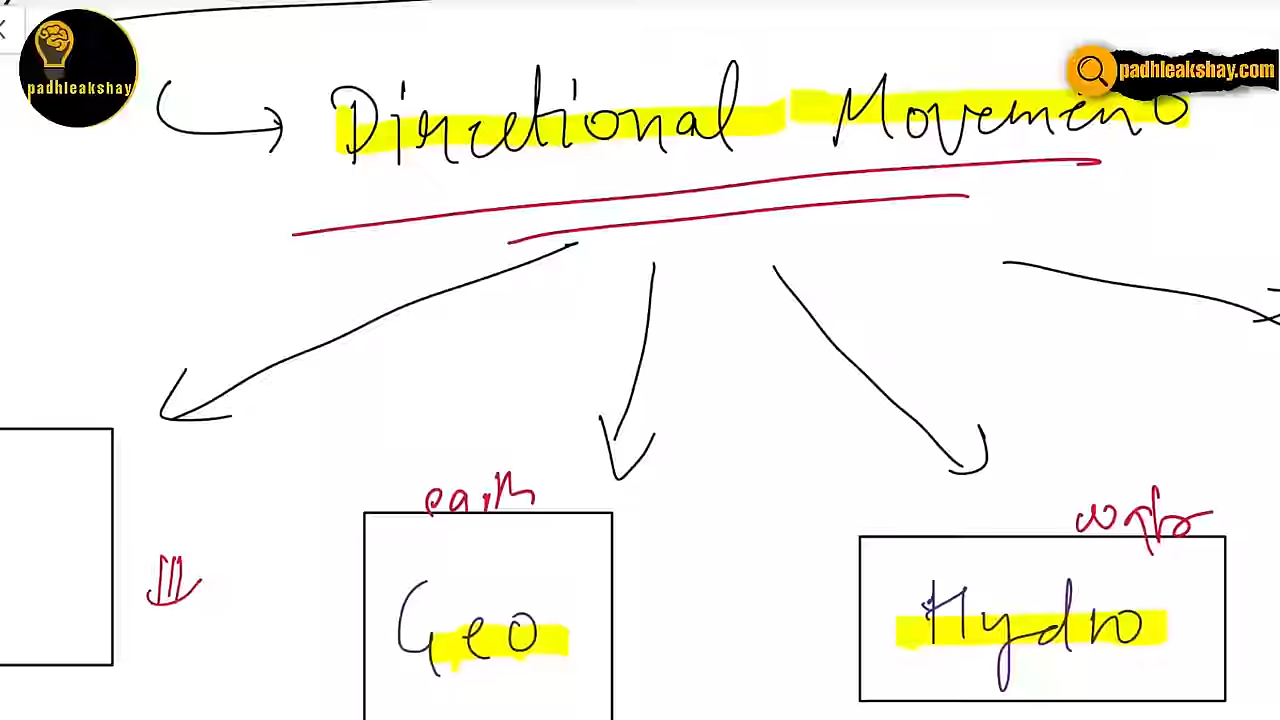 padhleakshay
padhleakshay.com
Directional Movement
earth
water
Geo
Hydro